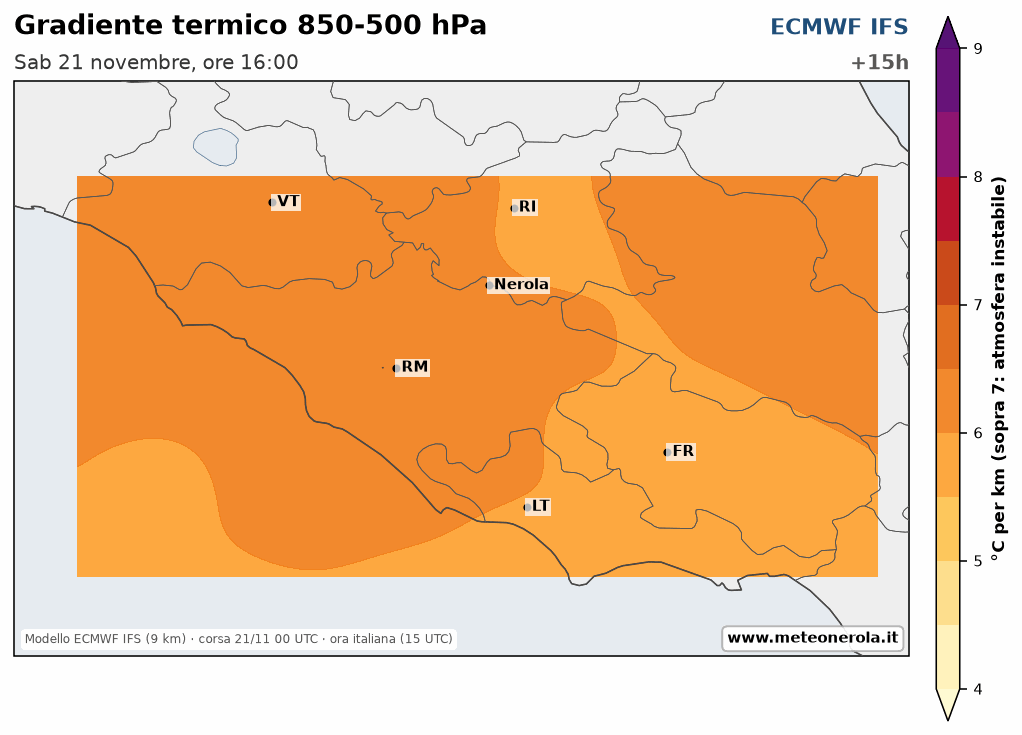 Gradiente termico 850-500 hPa
ECMWF IFS
Sab 21 novembre, ore 16:00
+15h
VT
RI
Nerola
RM
FR
LT
Modello ECMWF IFS (9 km) · corsa 21/11 00 UTC · ora italiana (15 UTC)
www.meteonerola.it
9
8
7
6
5
4
°C per km (sopra 7: atmosfera instabile)